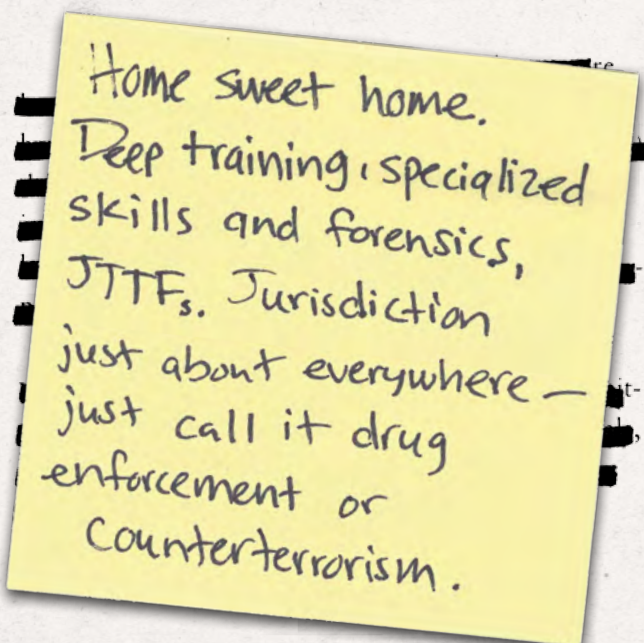 Home sweet home.
Deep training, specialized
skills and forensics,
JTTFs. Jurisdiction
just about everywhere —
just call it drug
enforcement or
counterterrorism.